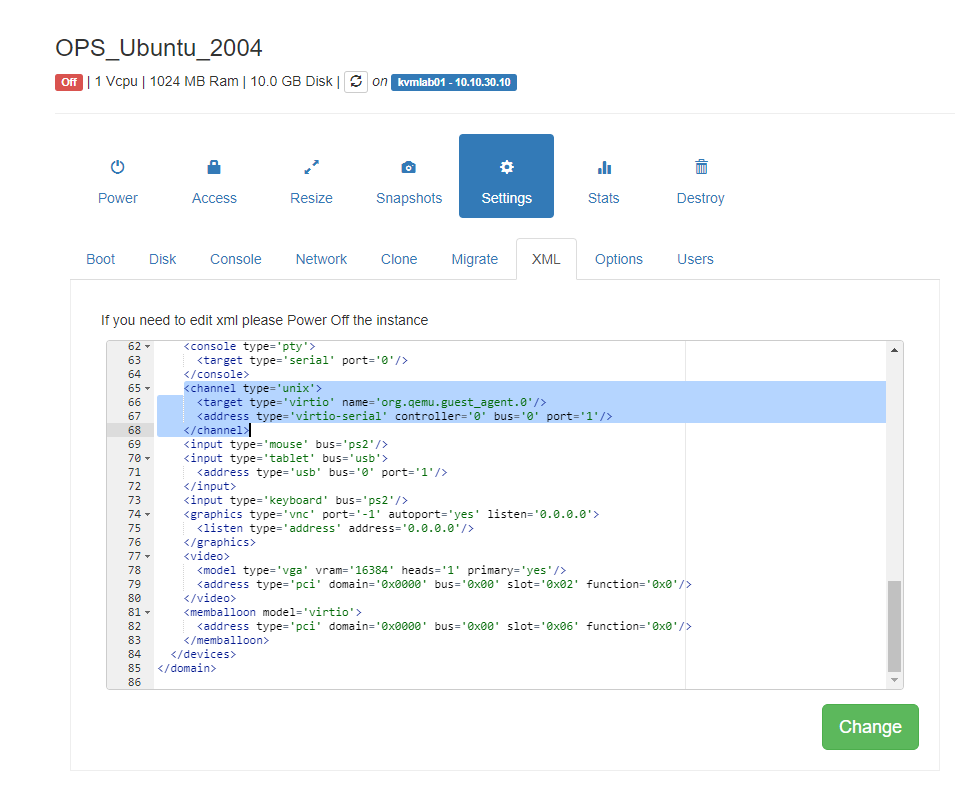 OPS_Ubuntu_2004
Off | 1 Vcpu | 1024 MB Ram | 10.0 GB Disk | on kvmlab01 - 10.10.30.10
Power Access Resize Snapshots Settings Stats Destroy
Boot Disk Console Network Clone Migrate XML Options Users
If you need to edit xml please Power Off the instance
62 <console type='pty'>
63 <target type='serial' port='0'/>
64 </console>
65 <channel type='unix'>
66 <target type='virtio' name='org.qemu.guest_agent.0'/>
67 <address type='virtio-serial' controller='0' bus='0' port='1'/>
68 </channel>
69 <input type='mouse' bus='ps2'/>
70 <input type='tablet' bus='usb'>
71 <address type='usb' bus='0' port='1'/>
72 </input>
73 <input type='keyboard' bus='ps2'/>
74 <graphics type='vnc' port='-1' autoport='yes' listen='0.0.0.0'>
75 <listen type='address' address='0.0.0.0'/>
76 </graphics>
77 <video>
78 <model type='vga' vram='16384' heads='1' primary='yes'/>
79 <address type='pci' domain='0x0000' bus='0x00' slot='0x02' function='0x0'/>
80 </video>
81 <memballoon model='virtio'>
82 <address type='pci' domain='0x0000' bus='0x00' slot='0x06' function='0x0'/>
83 </memballoon>
84 </devices>
85 </domain>
86
Change